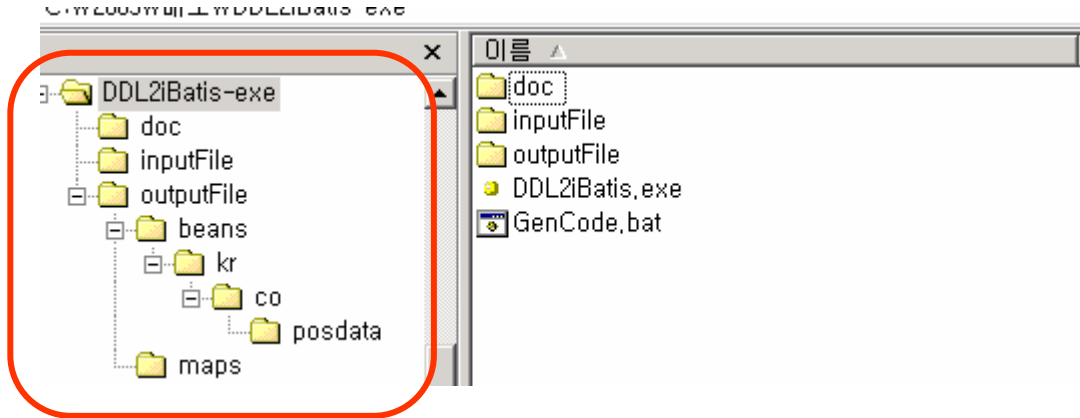 DDL2iBatis-exe
doc
inputFile
outputFile
beans
kr
co
posdata
maps
이름
doc
inputFile
outputFile
DDL2iBatis.exe
GenCode.bat